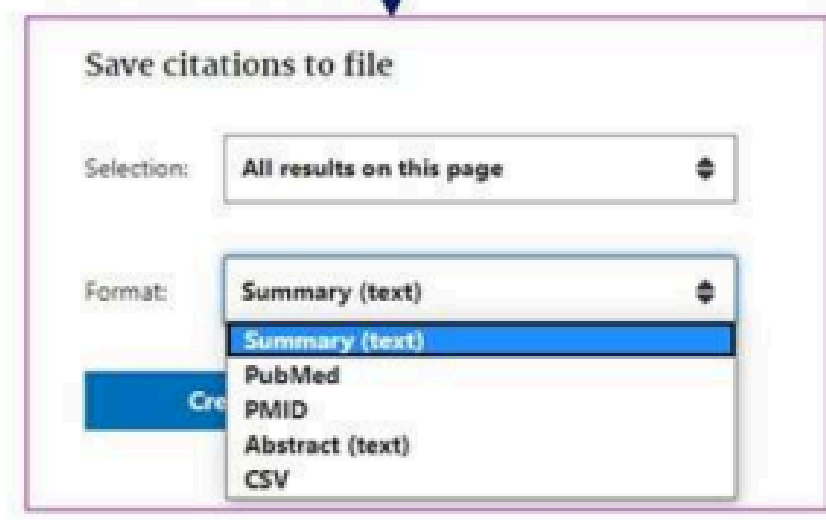 Save citations to file
Selection: All results on this page
Format: Summary (text)
Summary (text)
PubMed
Cre
PMID
Abstract (text)
CSV